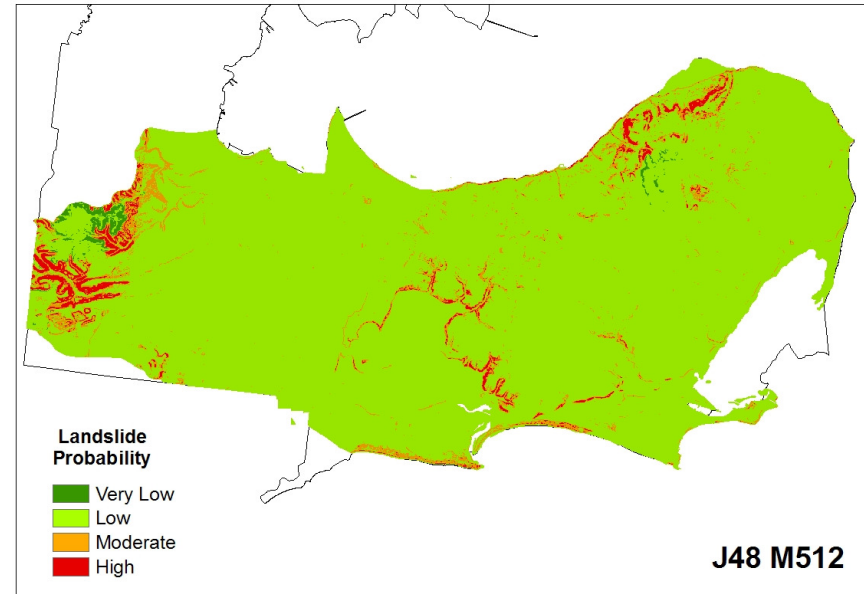 Landslide
Probability
Very Low
Low
Moderate
High
J48 M512